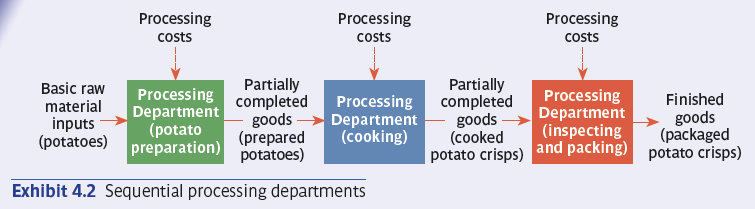 Processing
costs
Processing
costs
Processing
costs
Basic raw
material
inputs
(potatoes)
Processing
Department
(potato
preparation)
Partially
completed
goods
(prepared
potatoes)
Processing
Department
(cooking)
Partially
completed
goods
(cooked
potato crisps)
Processing
Department
(inspecting
and packing)
Finished
goods
(packaged
potato crisps)
Exhibit 4.2 Sequential processing departments